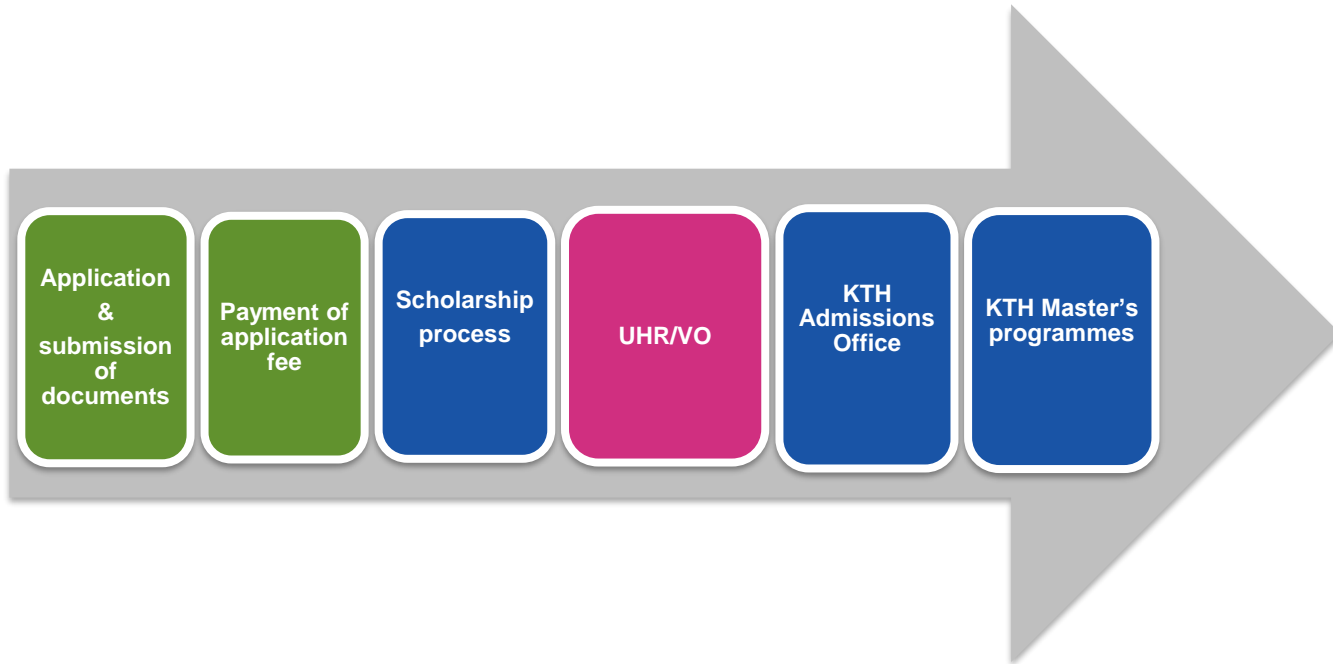 Application
&
submission
of
documents
Payment of
application
fee
Scholarship
process
UHR/VO
KTH
Admissions
Office
KTH Master’s
programmes